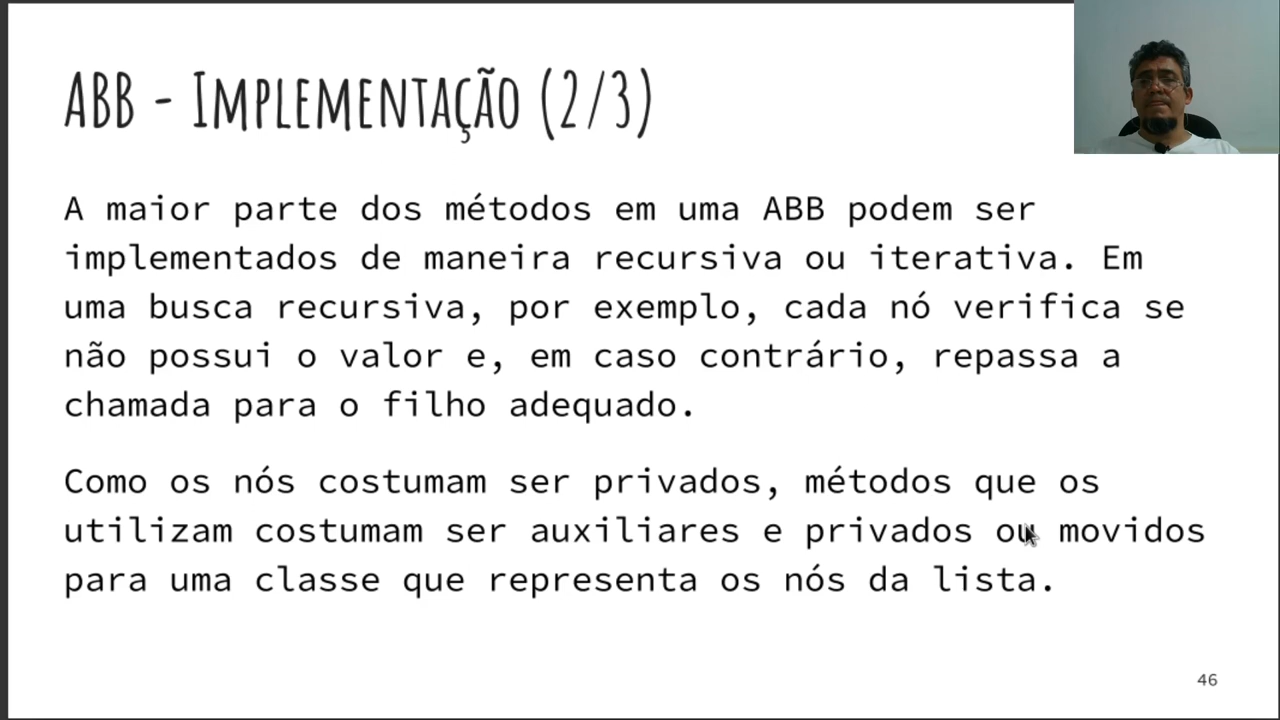 ABB - Implementação (2/3)
A maior parte dos métodos em uma ABB podem ser
implementados de maneira recursiva ou iterativa. Em
uma busca recursiva, por exemplo, cada nó verifica se
não possui o valor e, em caso contrário, repassa a
chamada para o filho adequado.
Como os nós costumam ser privados, métodos que os
utilizam costumam ser auxiliares e privados ou movidos
para uma classe que representa os nós da lista.
46